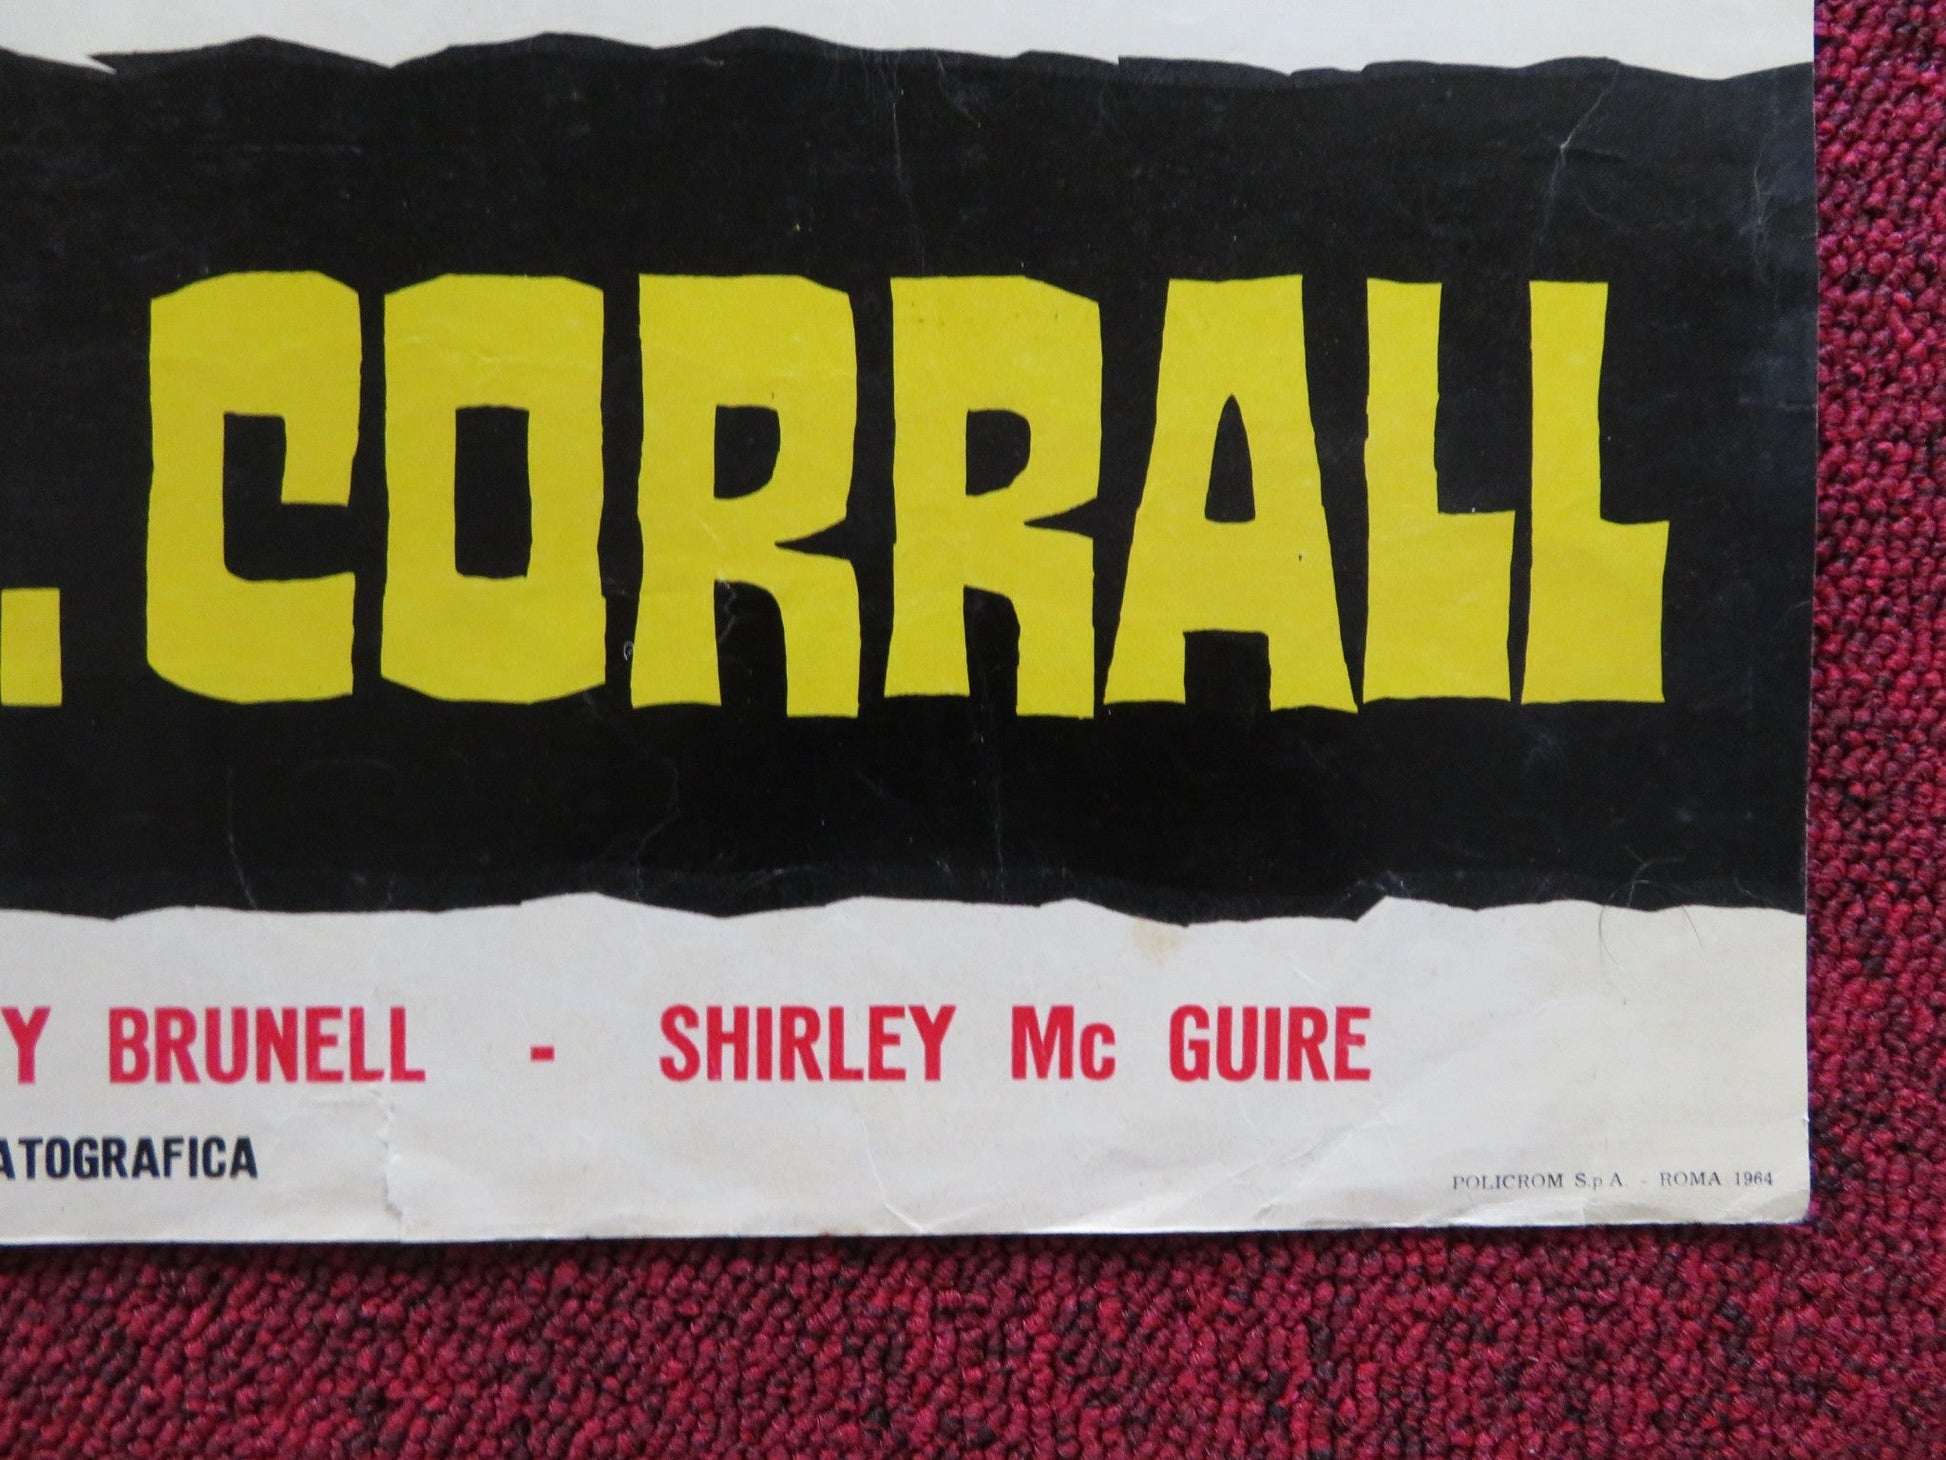 . CORRALL
Y BRUNELL - SHIRLEY Mc GUIRE
ATOGRAFICA
POLICROM S.p A. - ROMA 1964